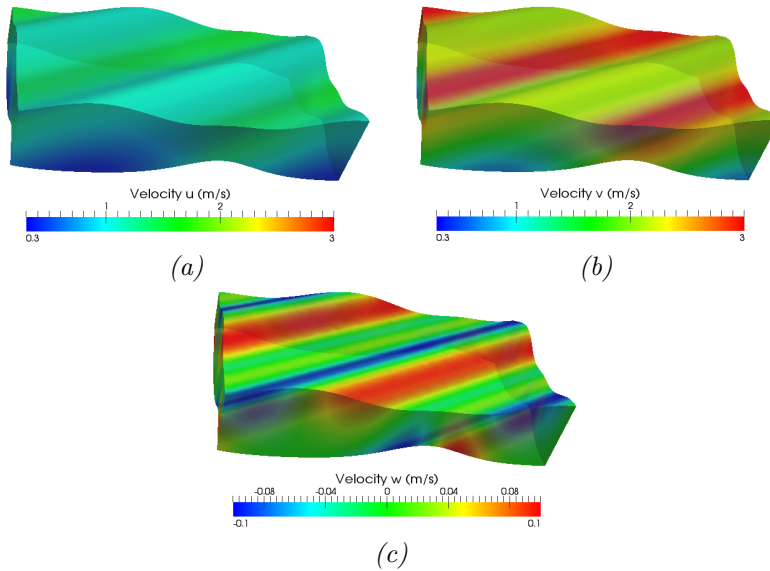 Velocity u (m/s)
1 2
0.3 3
(a)
Velocity v (m/s)
1 2
0.3 3
(b)
Velocity w (m/s)
-0.08 -0.04 0 0.04 0.08
-0.1 0.1
(c)